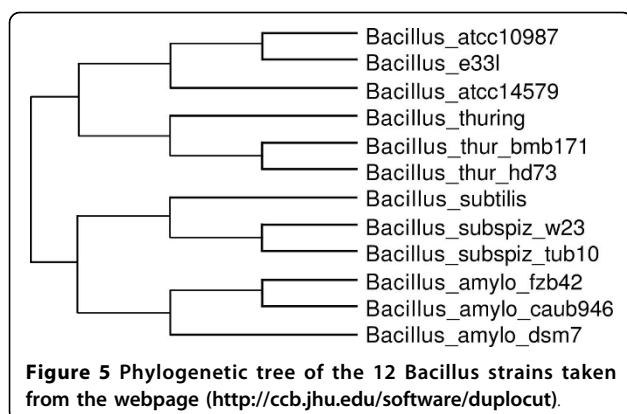 Bacillus_atcc10987
Bacillus_e33l
Bacillus_atcc14579
Bacillus_thuring
Bacillus_thur_bmb171
Bacillus_thur_hd73
Bacillus_subtilis
Bacillus_subspiz_w23
Bacillus_subspiz_tub10
Bacillus_amylo_fzb42
Bacillus_amylo_caub946
Bacillus_amylo_dsm7
Figure 5 Phylogenetic tree of the 12 Bacillus strains taken
from the webpage (http://ccb.jhu.edu/software/duplocut).